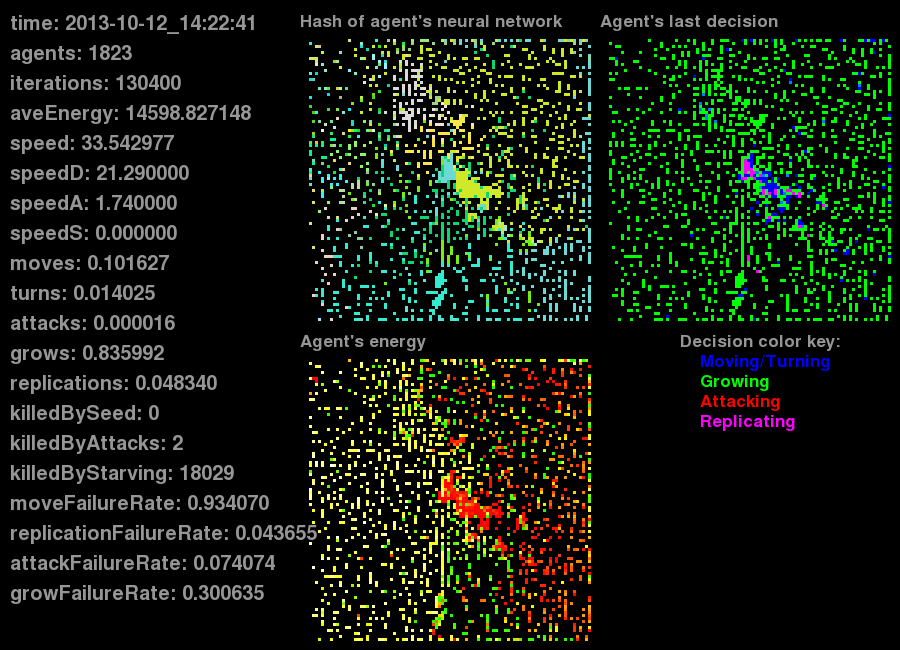 time: 2013-10-12_14:22:41
agents: 1823
iterations: 130400
aveEnergy: 14598.827148
speed: 33.542977
speedD: 21.290000
speedA: 1.740000
speedS: 0.000000
moves: 0.101627
turns: 0.014025
attacks: 0.000016
grows: 0.835992
replications: 0.048340
killedBySeed: 0
killedByAttacks: 2
killedByStarving: 18029
moveFailureRate: 0.934070
replicationFailureRate: 0.043655
attackFailureRate: 0.074074
growFailureRate: 0.300635
Hash of agent's neural network
Agent's last decision
Agent's energy
Decision color key:
Moving/Turning
Growing
Attacking
Replicating